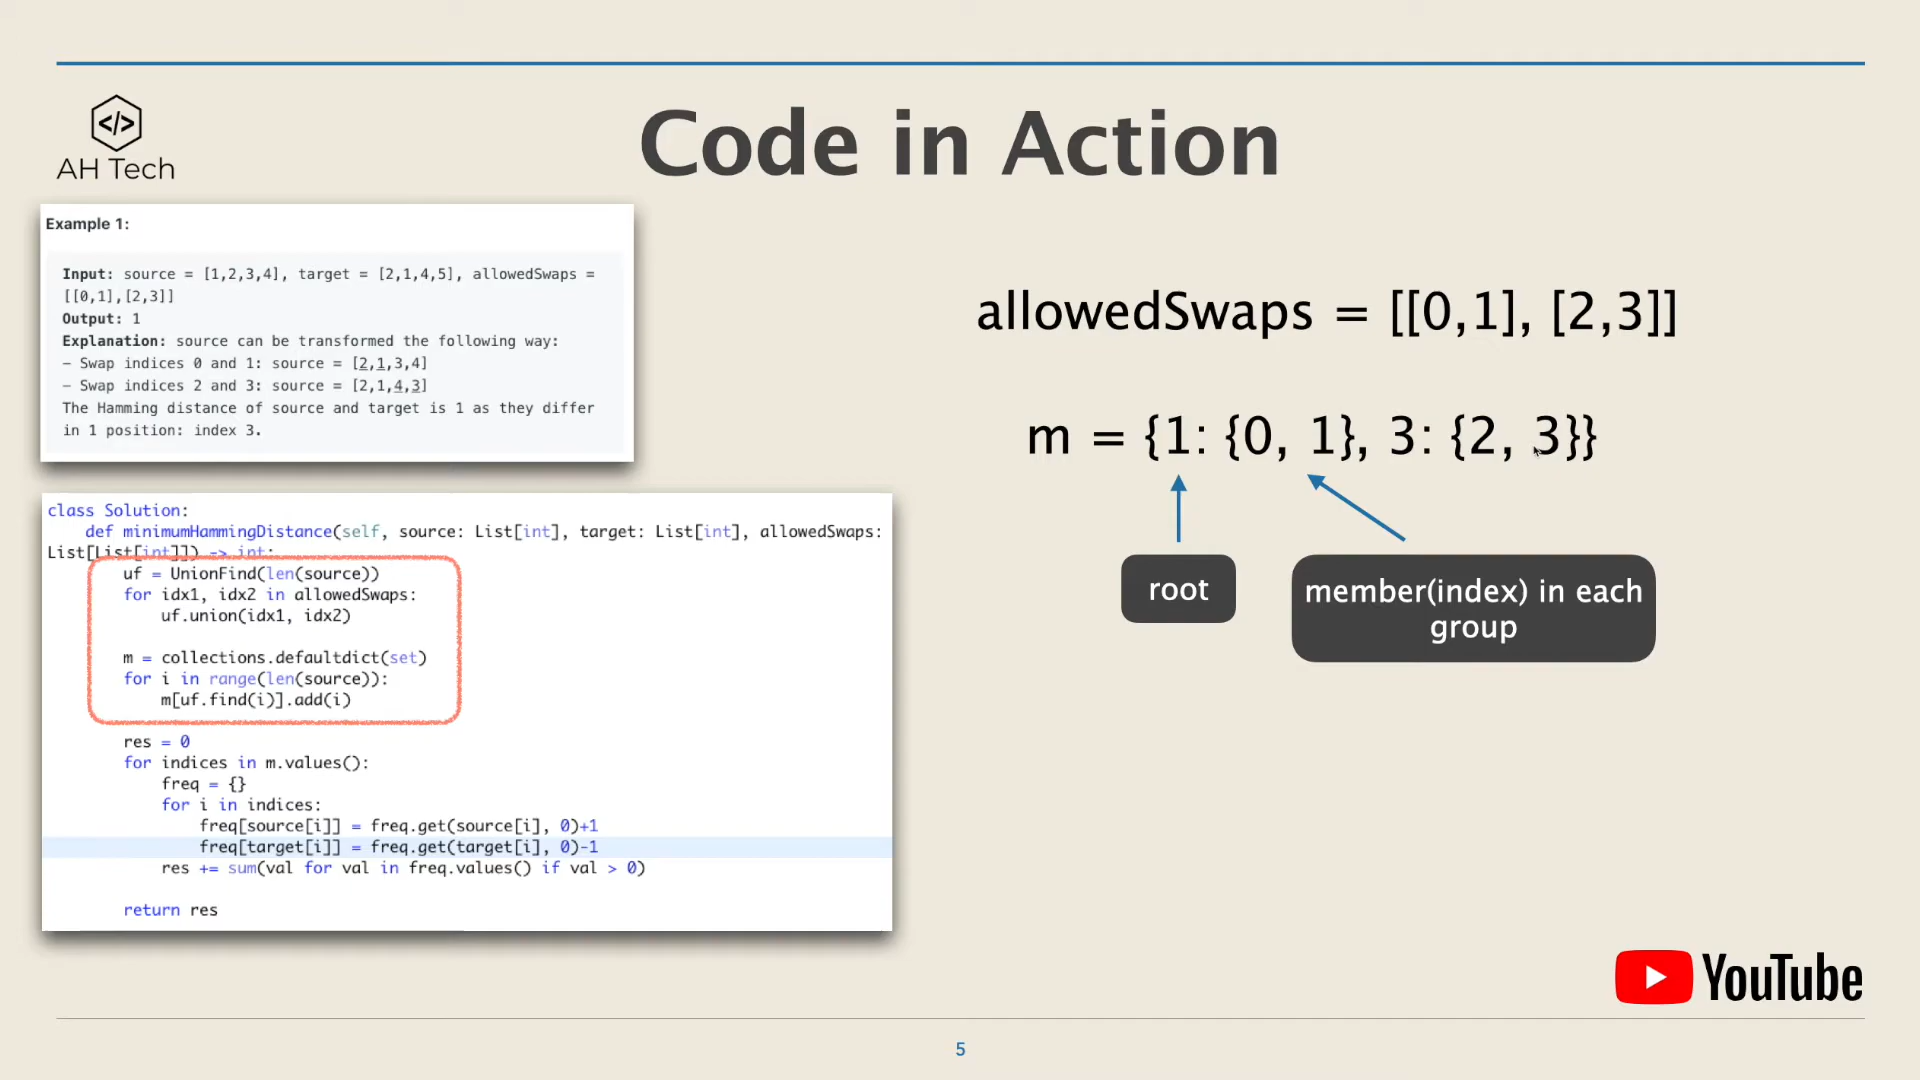 </>
AH Tech
Code in Action
Example 1:
Input: source = [1,2,3,4], target = [2,1,4,5], allowedSwaps =
[[0,1],[2,3]]
Output: 1
Explanation: source can be transformed the following way:
- Swap indices 0 and 1: source = [2,1,3,4]
- Swap indices 2 and 3: source = [2,1,4,3]
The Hamming distance of source and target is 1 as they differ
in 1 position: index 3.
class Solution:
    def minimumHammingDistance(self, source: List[int], target: List[int], allowedSwaps:
List[List[int]]) -> int:
        uf = UnionFind(len(source))
        for idx1, idx2 in allowedSwaps:
            uf.union(idx1, idx2)
        m = collections.defaultdict(set)
        for i in range(len(source)):
            m[uf.find(i)].add(i)
        res = 0
        for indices in m.values():
            freq = {}
            for i in indices:
                freq[source[i]] = freq.get(source[i], 0)+1
                freq[target[i]] = freq.get(target[i], 0)-1
            res += sum(val for val in freq.values() if val > 0)
        return res
allowedSwaps = [[0,1], [2,3]]
m = {1: {0, 1}, 3: {2, 3}}
root
member(index) in each
group
YouTube
5